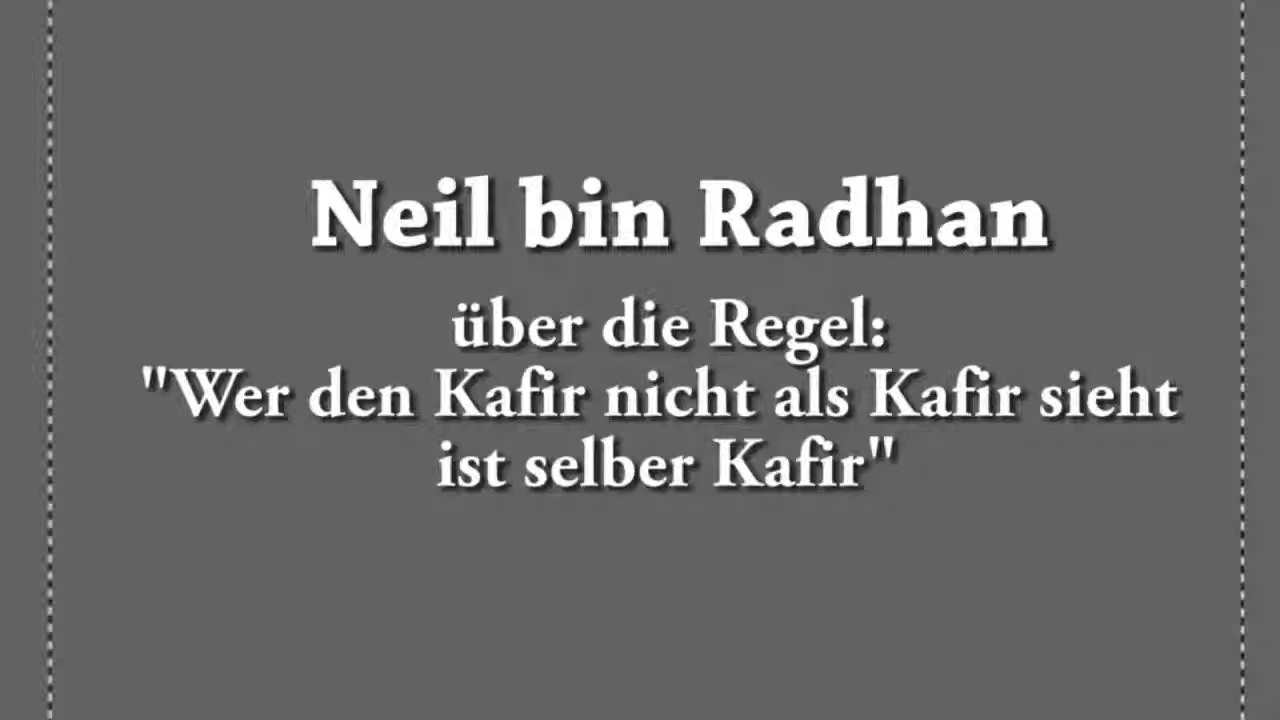 Neil bin Radhan
über die Regel:
"Wer den Kafir nicht als Kafir sieht
ist selber Kafir"